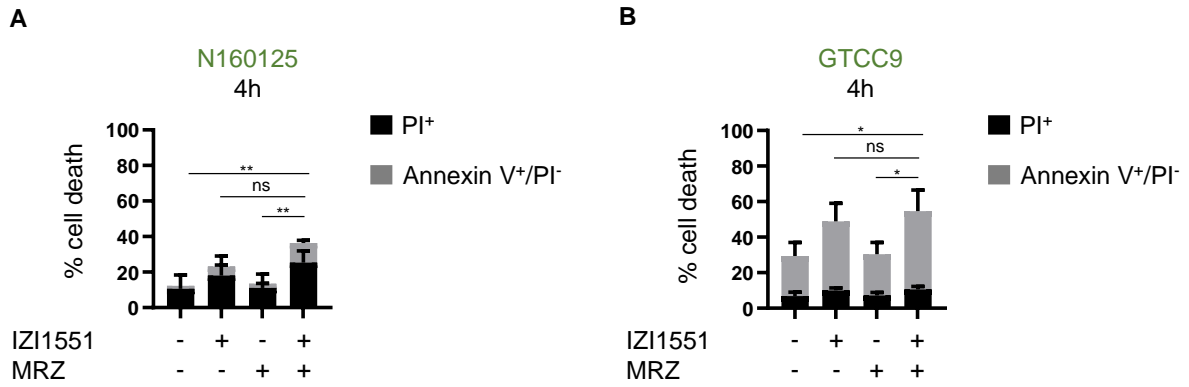 A
N160125
4h
PI⁺
Annexin V⁺/PI⁻
% cell death
100
80
60
40
20
0
**
ns
**
IZI1551 - + - +
MRZ - - + +
B
GTCC9
4h
PI⁺
Annexin V⁺/PI⁻
% cell death
100
80
60
40
20
0
*
ns
*
IZI1551 - + - +
MRZ - - + +